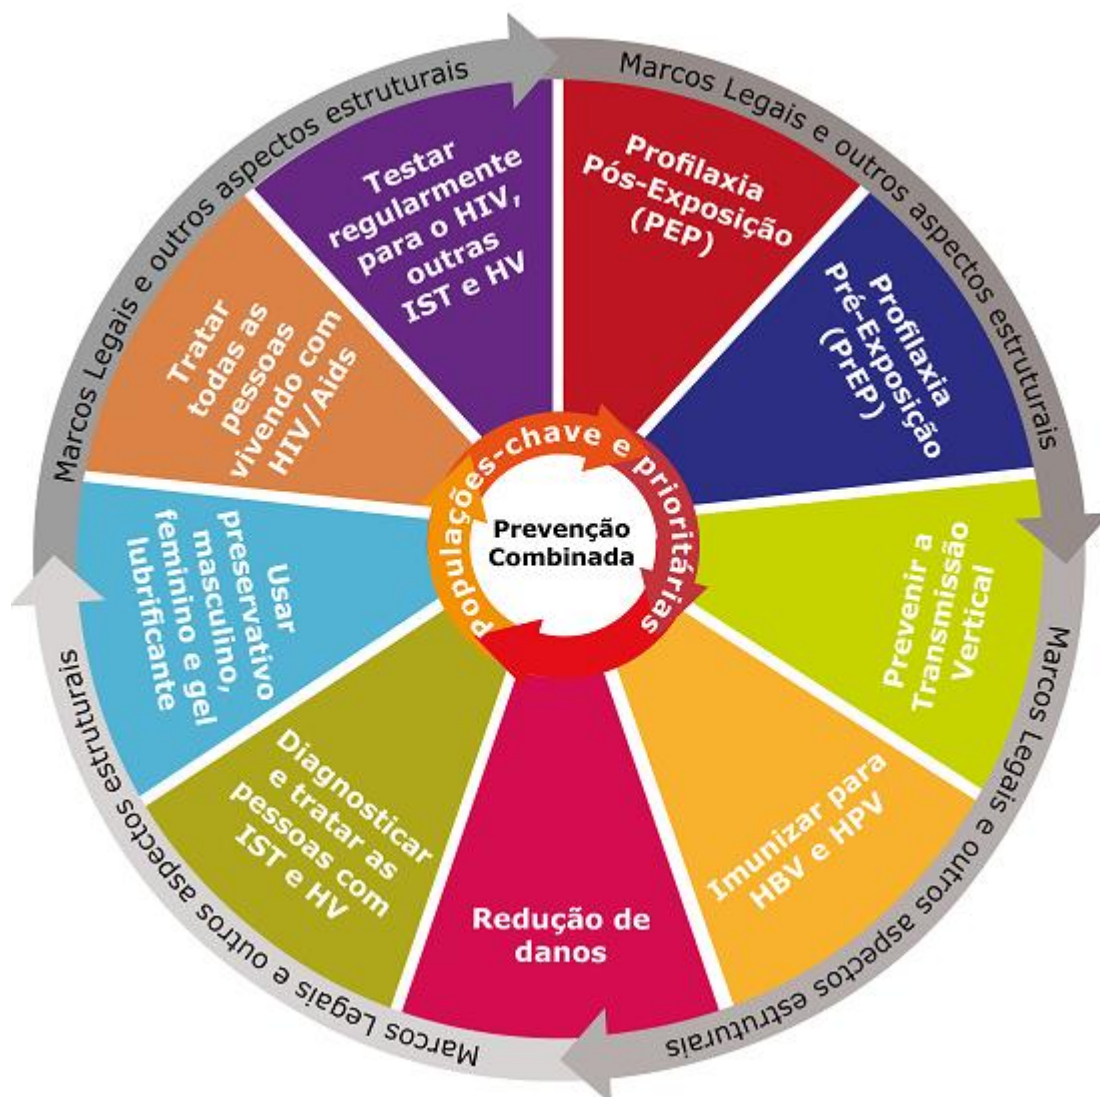 Marcos Legais e outros aspectos estruturais
Marcos Legais e outros aspectos estruturais
Marcos Legais e outros aspectos estruturais
Marcos Legais e outros aspectos estruturais
Profilaxia
Pós-Exposição
(PEP)
Profilaxia
Pré-Exposição
(PrEP)
Prevenir a
Transmissão
Vertical
Imunizar para
HBV e HPV
Redução de
danos
Diagnosticar
e tratar as
pessoas com
IST e HV
Usar
preservativo
masculino,
feminino e gel
lubrificante
Tratar
todas as
pessoas
vivendo com
HIV/Aids
Testar
regularmente
para o HIV,
outras
IST e HV
Populações-chave e prioritárias
Prevenção
Combinada